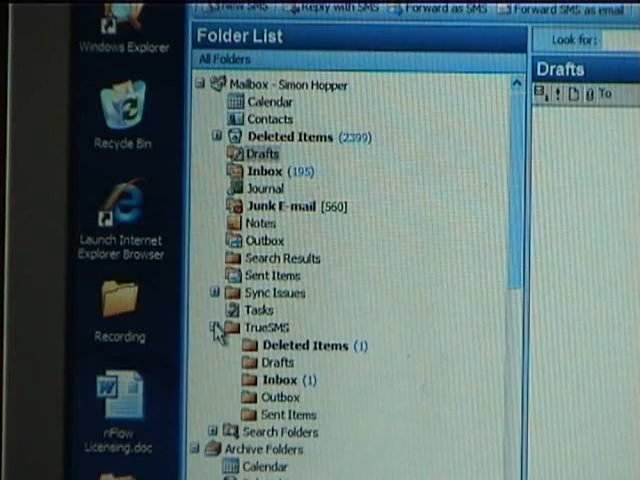 New SMS Reply with SMS Forward as SMS Forward SMS as email
Windows Explorer
Recycle Bin
Launch Internet
Explorer Browser
Recording
nFlow
Licensing.doc
Folder List
All Folders
Mailbox - Simon Hopper
Calendar
Contacts
Deleted Items (2399)
Drafts
Inbox (195)
Journal
Junk E-mail [560]
Notes
Outbox
Search Results
Sent Items
Sync Issues
Tasks
TrueSMS
Deleted Items (1)
Drafts
Inbox (1)
Outbox
Sent Items
Search Folders
Archive Folders
Calendar
Look for:
Drafts
To